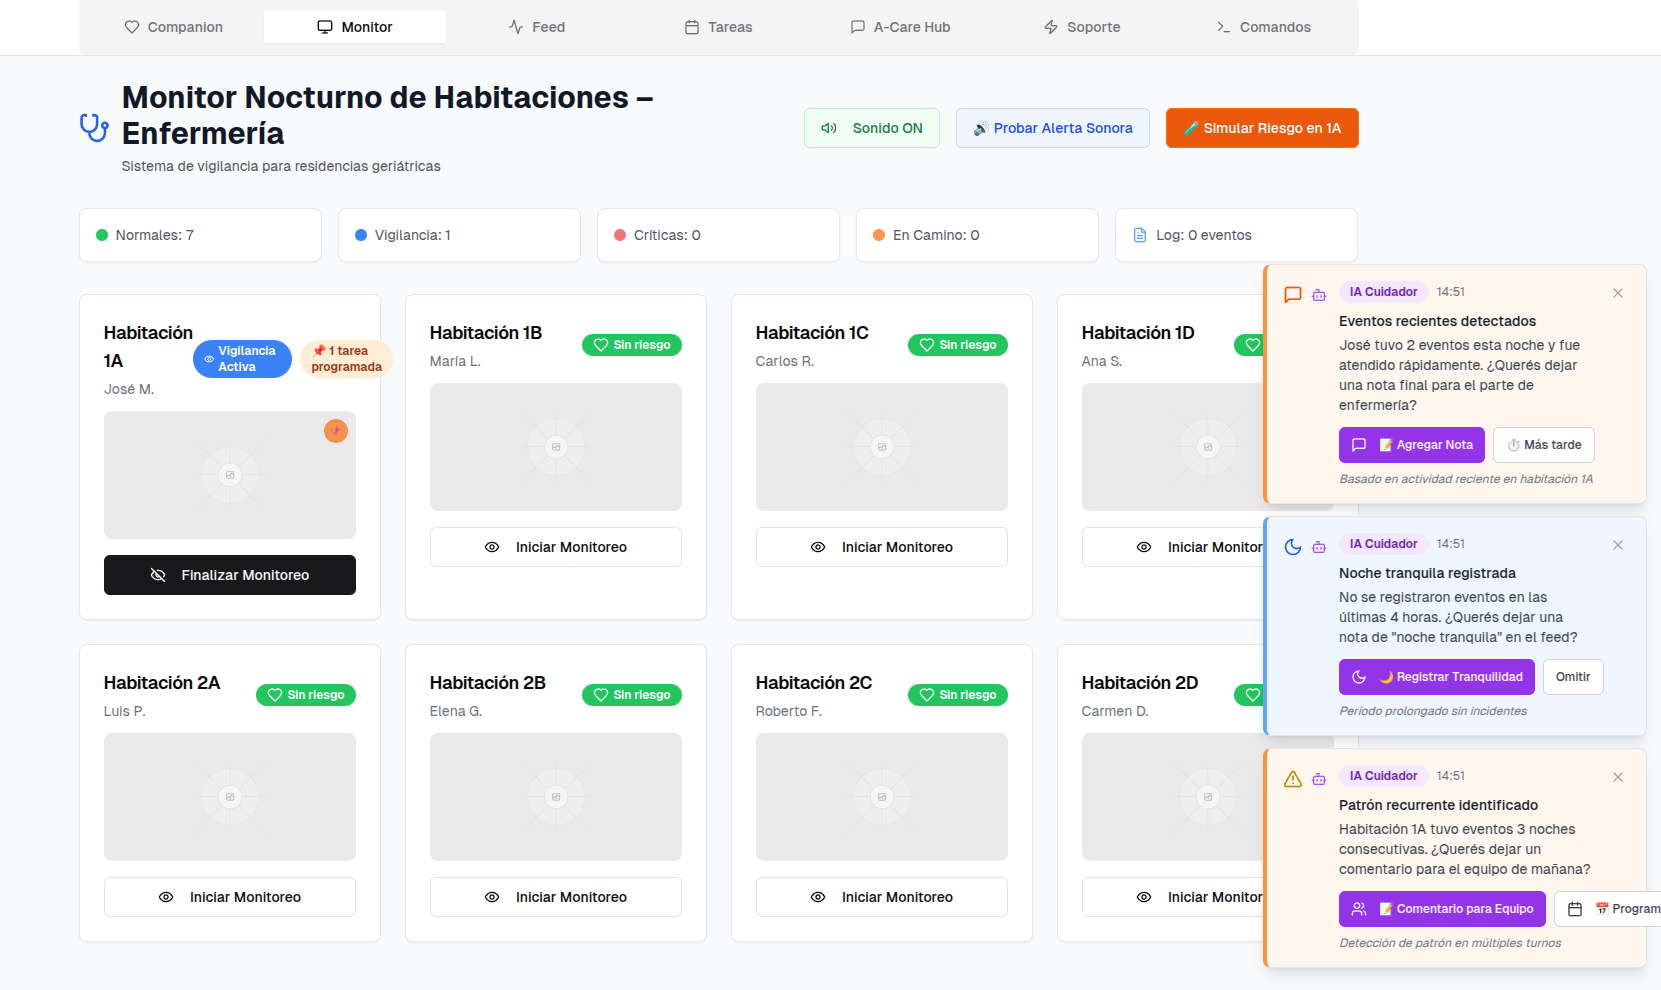 Companion
Monitor
Feed
Tareas
A-Care Hub
Soporte
Comandos
Monitor Nocturno de Habitaciones –
Enfermería
Sistema de vigilancia para residencias geriátricas
Sonido ON
🔊 Probar Alerta Sonora
🧪 Simular Riesgo en 1A
Normales: 7
Vigilancia: 1
Críticas: 0
En Camino: 0
Log: 0 eventos
Habitación
1A
José M.
Vigilancia
Activa
📌 1 tarea
programada
Finalizar Monitoreo
Habitación 1B
María L.
Sin riesgo
Iniciar Monitoreo
Habitación 1C
Carlos R.
Sin riesgo
Iniciar Monitoreo
Habitación 1D
Ana S.
Iniciar Monitor
Habitación 2A
Luis P.
Sin riesgo
Iniciar Monitoreo
Habitación 2B
Elena G.
Sin riesgo
Iniciar Monitoreo
Habitación 2C
Roberto F.
Sin riesgo
Iniciar Monitoreo
Habitación 2D
Carmen D.
Iniciar Monitor
IA Cuidador 14:51
Eventos recientes detectados
José tuvo 2 eventos esta noche y fue
atendido rápidamente. ¿Querés dejar
una nota final para el parte de
enfermería?
📝 Agregar Nota
⏱️ Más tarde
Basado en actividad reciente en habitación 1A
IA Cuidador 14:51
Noche tranquila registrada
No se registraron eventos en las
últimas 4 horas. ¿Querés dejar una
nota de "noche tranquila" en el feed?
🌙 Registrar Tranquilidad
Omitir
Período prolongado sin incidentes
IA Cuidador 14:51
Patrón recurrente identificado
Habitación 1A tuvo eventos 3 noches
consecutivas. ¿Querés dejar un
comentario para el equipo de mañana?
📝 Comentario para Equipo
📅 Program
Detección de patrón en múltiples turnos